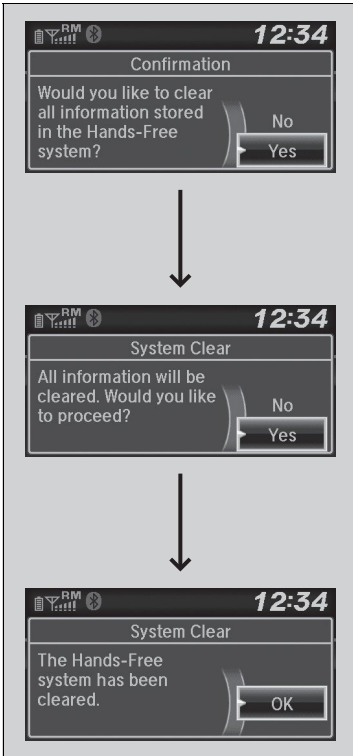 RM
12:34
Confirmation
Would you like to clear
all information stored
in the Hands-Free
system?
No
Yes
RM
12:34
System Clear
All information will be
cleared. Would you like
to proceed?
No
Yes
RM
12:34
System Clear
The Hands-Free
system has been
cleared.
OK